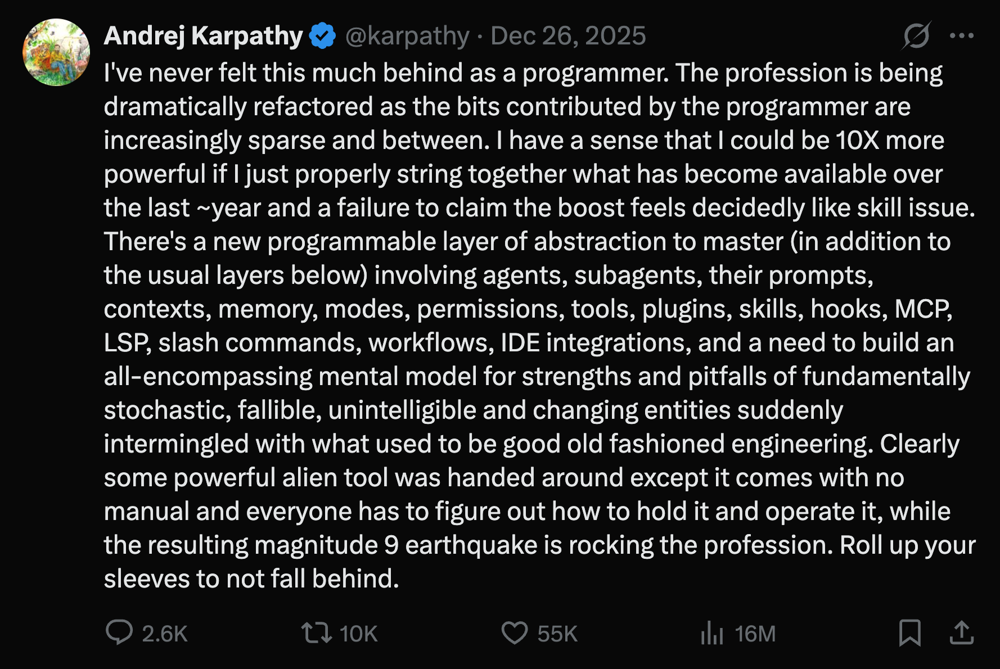 Andrej Karpathy @karpathy · Dec 26, 2025
I've never felt this much behind as a programmer. The profession is being
dramatically refactored as the bits contributed by the programmer are
increasingly sparse and between. I have a sense that I could be 10X more
powerful if I just properly string together what has become available over
the last ~year and a failure to claim the boost feels decidedly like skill issue.
There's a new programmable layer of abstraction to master (in addition to
the usual layers below) involving agents, subagents, their prompts,
contexts, memory, modes, permissions, tools, plugins, skills, hooks, MCP,
LSP, slash commands, workflows, IDE integrations, and a need to build an
all-encompassing mental model for strengths and pitfalls of fundamentally
stochastic, fallible, unintelligible and changing entities suddenly
intermingled with what used to be good old fashioned engineering. Clearly
some powerful alien tool was handed around except it comes with no
manual and everyone has to figure out how to hold it and operate it, while
the resulting magnitude 9 earthquake is rocking the profession. Roll up your
sleeves to not fall behind.
2.6K 10K 55K 16M